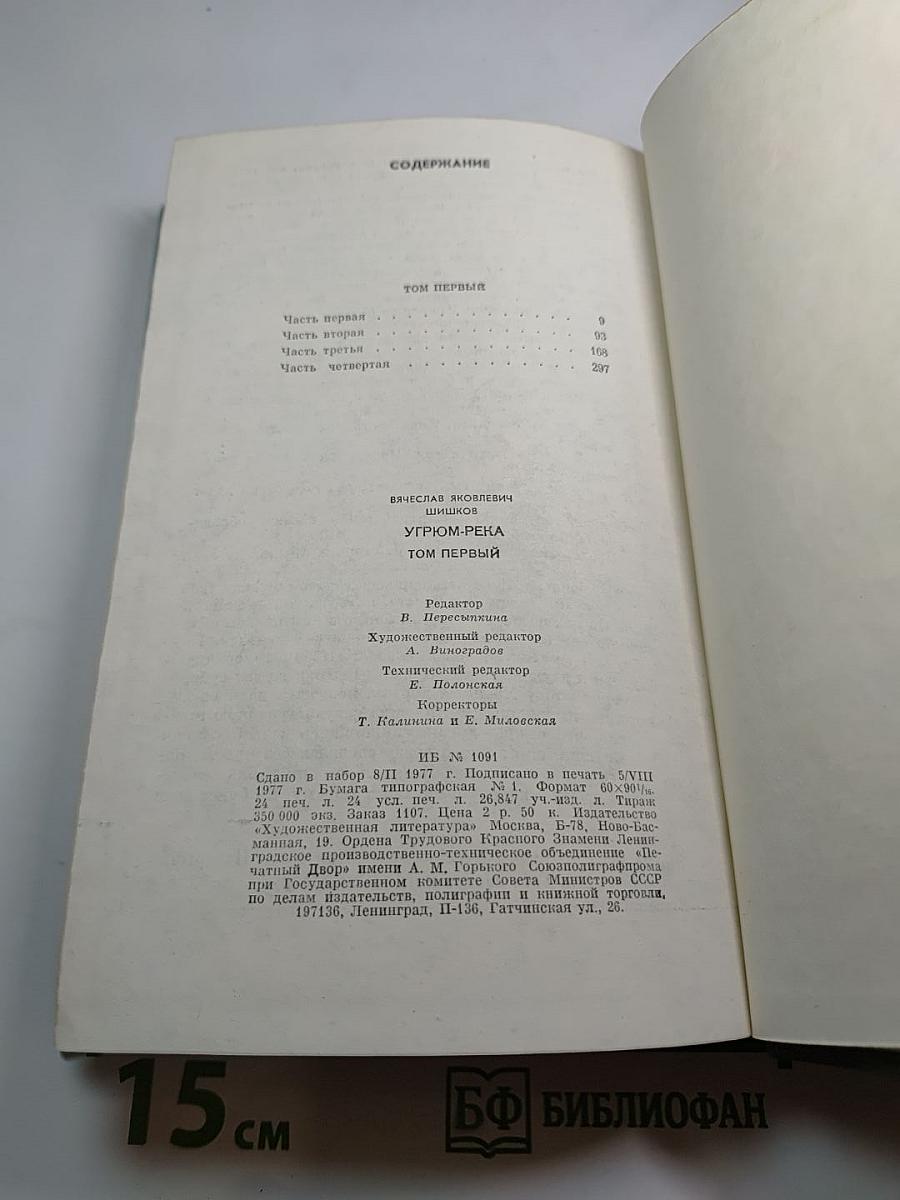 СОДЕРЖАНИЕ
ТОМ ПЕРВЫЙ
Часть первая . . . . . . . . . . . . 9
Часть вторая . . . . . . . . . . . . 93
Часть третья . . . . . . . . . . . . 168
Часть четвертая . . . . . . . . . . . 297
ВЯЧЕСЛАВ ЯКОВЛЕВИЧ
ШИШКОВ
УГРЮМ-РЕКА
ТОМ ПЕРВЫЙ
Редактор
В. Пересыпкина
Художественный редактор
А. Виноградов
Технический редактор
Е. Полонская
Корректоры
Т. Калинина и Е. Миловская
ИБ № 1091
Сдано в набор 8/II 1977 г. Подписано в печать 5/VIII
1977 г. Бумага типографская № 1. Формат 60×90 1/16.
24 печ. л. 24 усл. печ. л. 26,847 уч.-изд. л. Тираж
350 000 экз. Заказ 1107. Цена 2 р. 50 к. Издательство
«Художественная литература» Москва, Б-78, Ново-Бас-
манная, 19. Ордена Трудового Красного Знамени Ленин-
градское производственно-техническое объединение «Пе-
чатный Двор» имени А. М. Горького Союзполиграфпрома
при Государственном комитете Совета Министров СССР
по делам издательств, полиграфии и книжной торговли,
197136, Ленинград, П-136, Гатчинская ул., 26.
15 см
БФ БИБЛИОФАН